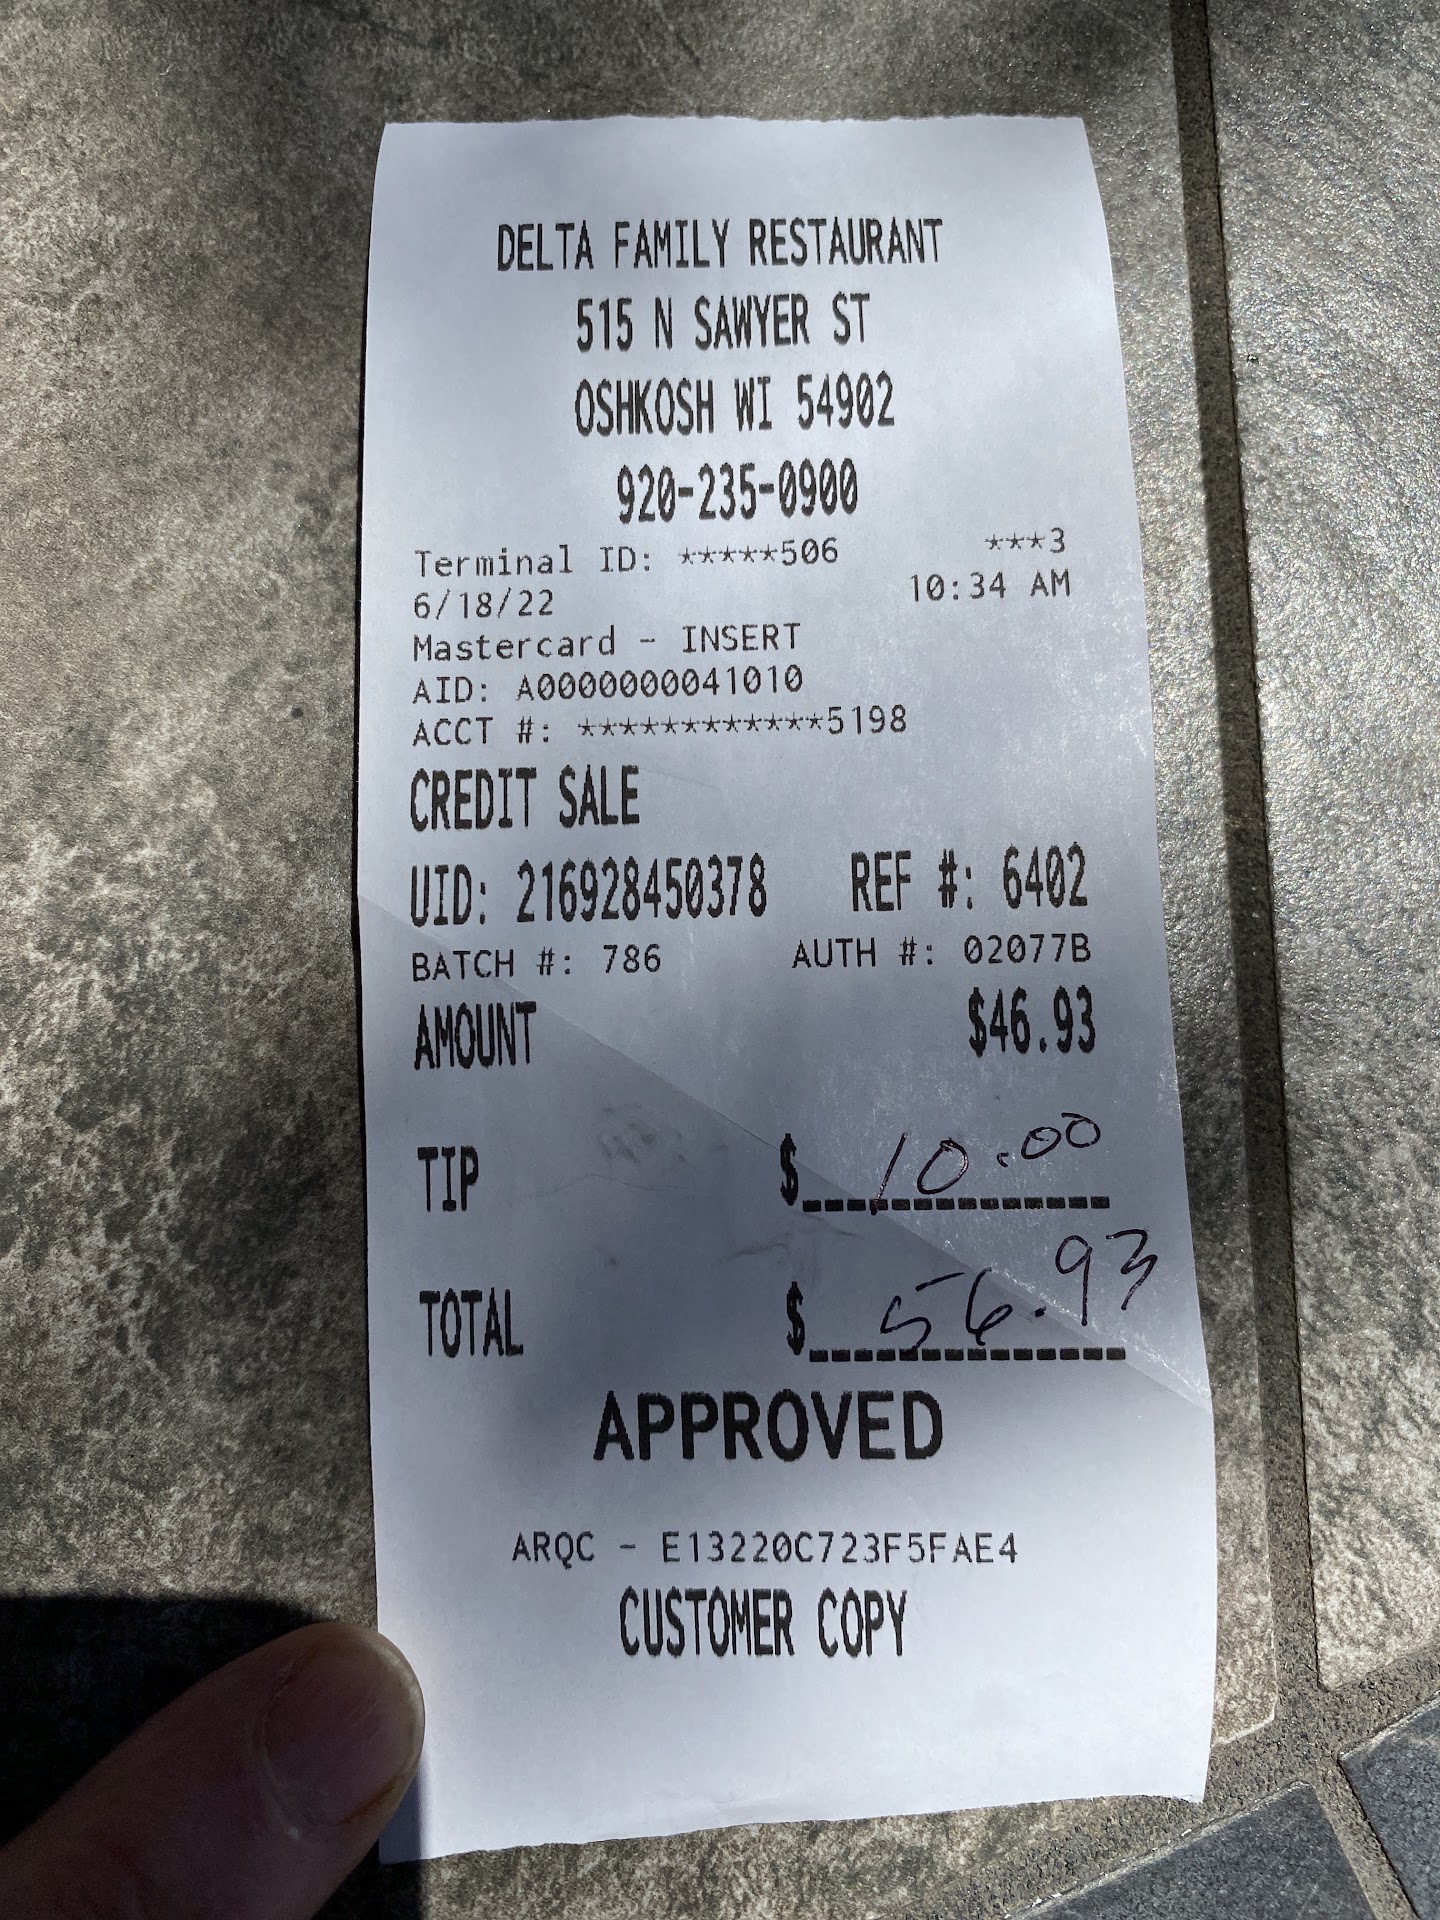 DELTA FAMILY RESTAURANT
515 N SAWYER ST
OSHKOSH WI 54902
920-235-0900
Terminal ID: *****506 ***3
6/18/22 10:34 AM
Mastercard - INSERT
AID: A0000000041010
ACCT #: ************5198
CREDIT SALE
UID: 216928450378 REF #: 6402
BATCH #: 786 AUTH #: 02077B
AMOUNT $46.93
TIP $ 10.00
TOTAL $ 56.93
APPROVED
ARQC - E13220C723F5FAE4
CUSTOMER COPY